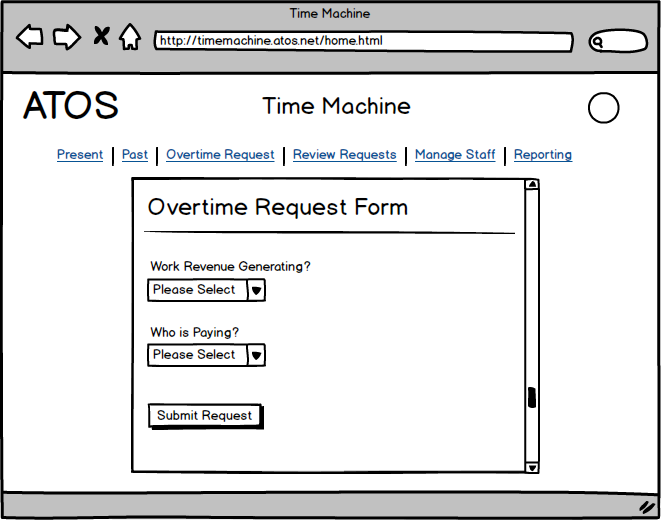 Time Machine
http://timemachine.atos.net/home.html
ATOS
Time Machine
Present Past Overtime Request Review Requests Manage Staff Reporting
Overtime Request Form
Work Revenue Generating?
Please Select
Who is Paying?
Please Select
Submit Request